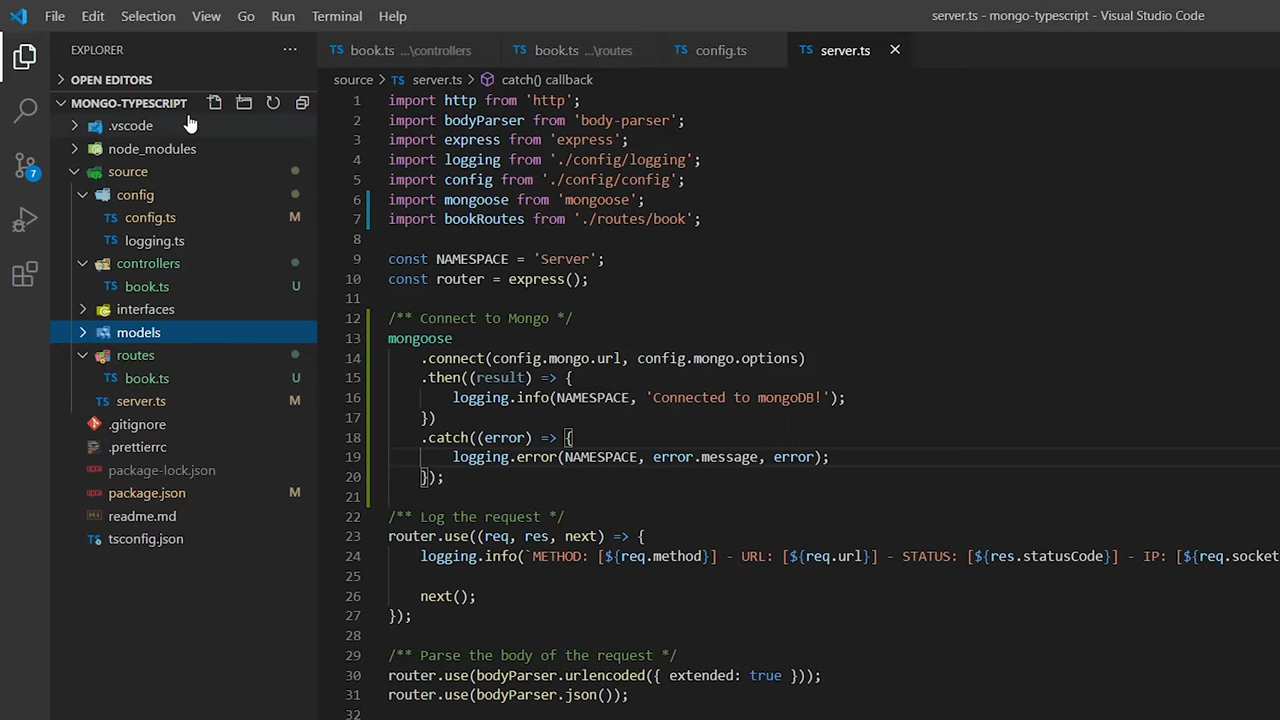 File Edit Selection View Go Run Terminal Help server.ts - mongo-typescript - Visual Studio Code
EXPLORER ...
TS book.ts ...\controllers TS book.ts ...\routes TS config.ts TS server.ts
OPEN EDITORS
source > TS server.ts > catch() callback
MONGO-TYPESCRIPT
.vscode
node_modules
source
config
TS config.ts M
logging.ts
TS logging.ts
controllers
TS book.ts U
interfaces
models
routes
TS book.ts U
TS server.ts M
.gitignore
.prettierrc
package-lock.json
package.json M
readme.md
tsconfig.json
7
1 import http from 'http';
2 import bodyParser from 'body-parser';
3 import express from 'express';
4 import logging from './config/logging';
5 import config from './config/config';
6 import mongoose from 'mongoose';
7 import bookRoutes from './routes/book';
8
9 const NAMESPACE = 'Server';
10 const router = express();
11
12 /** Connect to Mongo */
13 mongoose
14 .connect(config.mongo.url, config.mongo.options)
15 .then((result) => {
16 logging.info(NAMESPACE, 'Connected to mongoDB!');
17 })
18 .catch((error) => {
19 logging.error(NAMESPACE, error.message, error);
20 });
21
22 /** Log the request */
23 router.use((req, res, next) => {
24 logging.info(`METHOD: [${req.method}] - URL: [${req.url}] - STATUS: [${res.statusCode}] - IP: [${req.socket
25
26 next();
27 });
28
29 /** Parse the body of the request */
30 router.use(bodyParser.urlencoded({ extended: true }));
31 router.use(bodyParser.json());
32